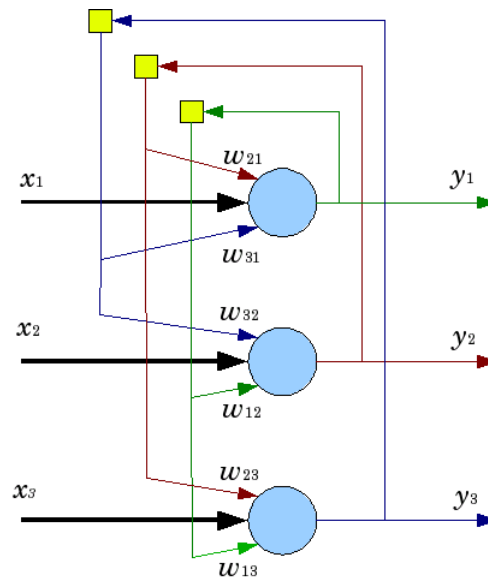 w₂₁
x₁ y₁
w₃₁
w₃₂
x₂ y₂
w₁₂
w₂₃
x₃ y₃
w₁₃